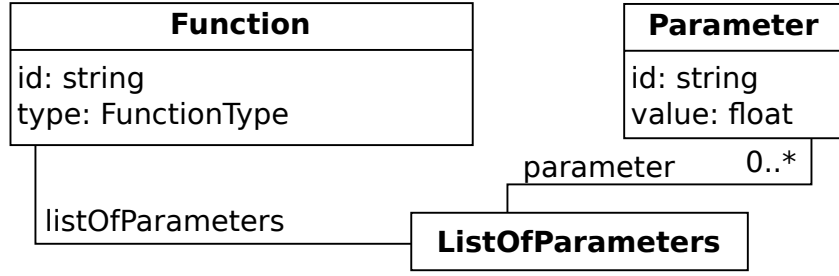 Function
id: string
type: FunctionType
Parameter
id: string
value: float
parameter
0..*
listOfParameters
ListOfParameters